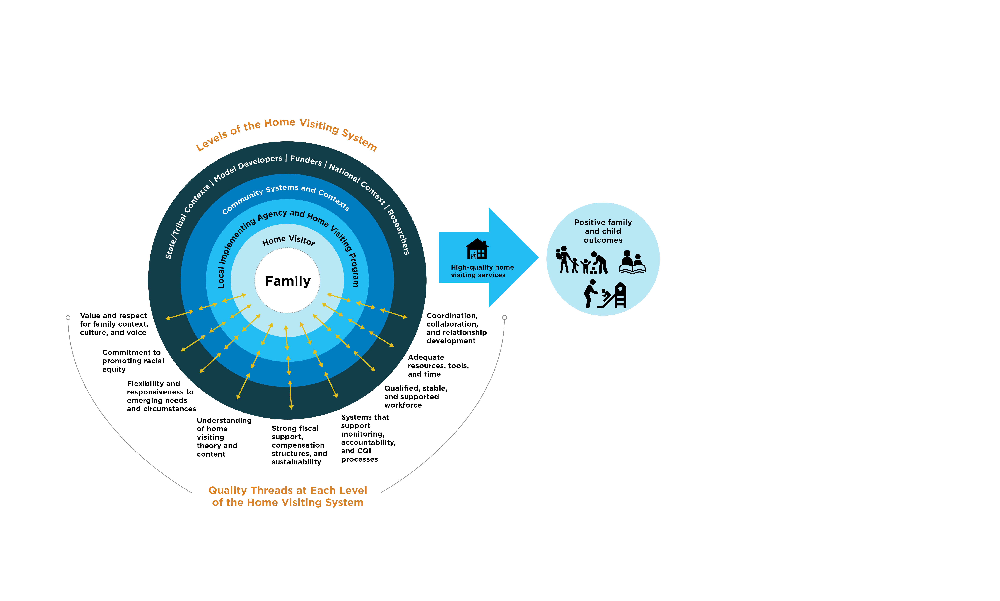 Levels of the Home Visiting System
State/Tribal Contexts | Model Developers | Funders | National Context | Researchers
Community Systems and Contexts
Local Implementing Agency and Home Visiting Program
Home Visitor
Family
Value and respect
for family context,
culture, and voice
Commitment to
promoting racial
equity
Flexibility and
responsiveness to
emerging needs
and circumstances
Understanding
of home
visiting
theory and
content
Strong fiscal
support,
compensation
structures, and
sustainability
Systems that
support
monitoring,
accountability,
and CQI
processes
Qualified, stable,
and supported
workforce
Adequate
resources, tools,
and time
Coordination,
collaboration,
and relationship
development
Quality Threads at Each Level
of the Home Visiting System
High-quality home
visiting services
Positive family
and child
outcomes